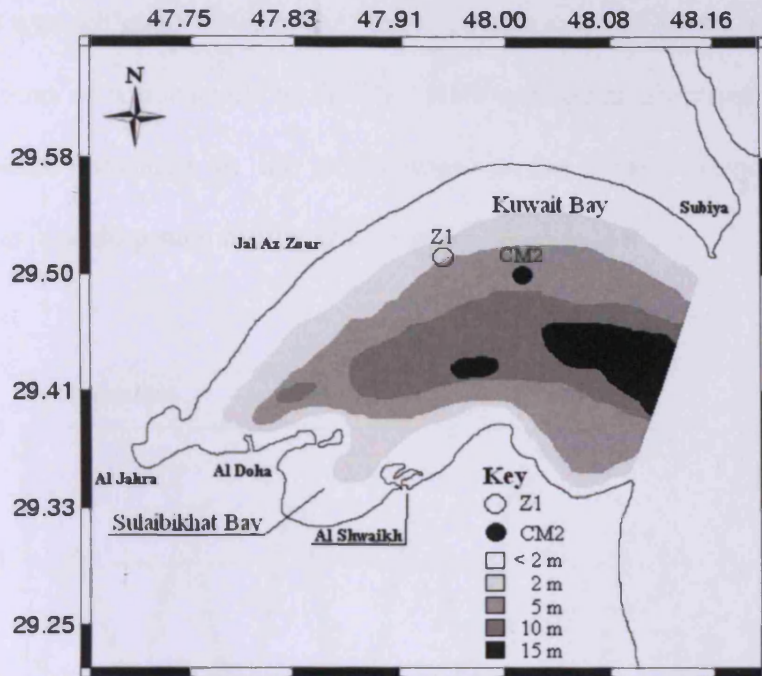 47.75 47.83 47.91 48.00 48.08 48.16
N
29.58
Kuwait Bay
Subiya
Jal Az Zaur
Z1
CM2
29.50
29.41
Al Jahra
Al Doha
Key
29.33
Z1
Sulaibikhat Bay
Al Shwaikh
CM2
< 2 m
2 m
5 m
29.25
10 m
15 m